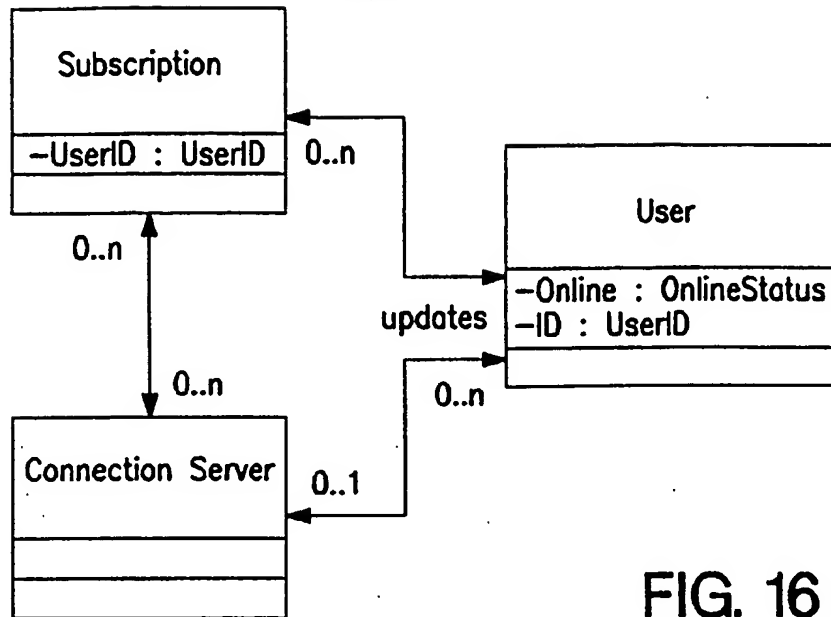 Subscription
-UserID : UserID
0..n
0..n
User
-Online : OnlineStatus
-ID : UserID
updates
0..n
0..n
Connection Server
0..1
FIG. 16